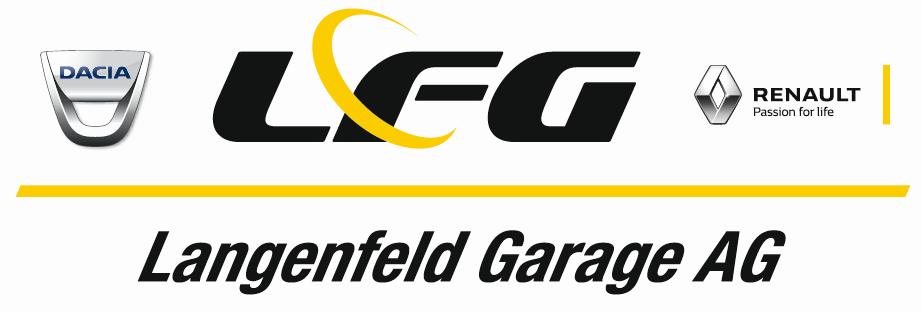 DACIA
LFG
RENAULT
Passion for life
Langenfeld Garage AG